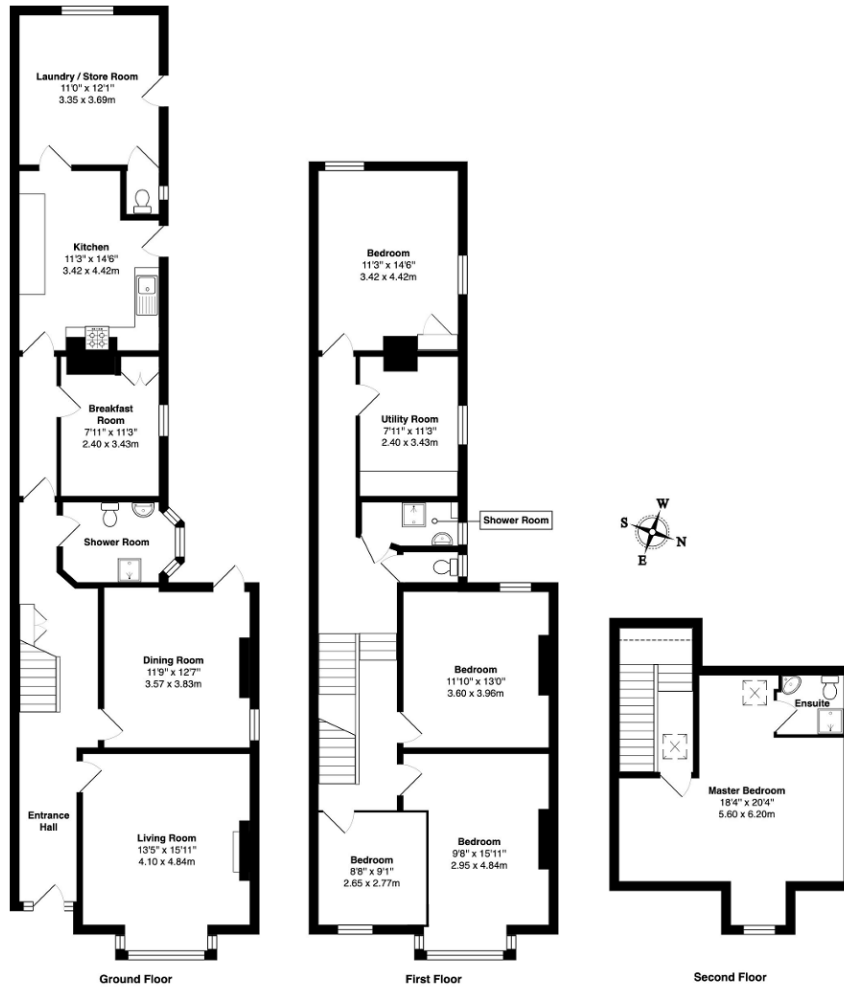 Laundry / Store Room
11'0" x 12'1"
3.35 x 3.69m
Kitchen
11'3" x 14'6"
3.42 x 4.42m
Breakfast
Room
7'11" x 11'3"
2.40 x 3.43m
Shower Room
Dining Room
11'9" x 12'7"
3.57 x 3.83m
Entrance
Hall
Living Room
13'5" x 15'11"
4.10 x 4.84m
Ground Floor
Bedroom
11'3" x 14'6"
3.42 x 4.42m
Utility Room
7'11" x 11'3"
2.40 x 3.43m
Shower Room
Bedroom
11'10" x 13'0"
3.60 x 3.96m
Bedroom
8'8" x 9'1"
2.65 x 2.77m
Bedroom
9'8" x 15'11"
2.95 x 4.84m
First Floor
W
S
N
E
Ensuite
Master Bedroom
18'4" x 20'4"
5.60 x 6.20m
Second Floor